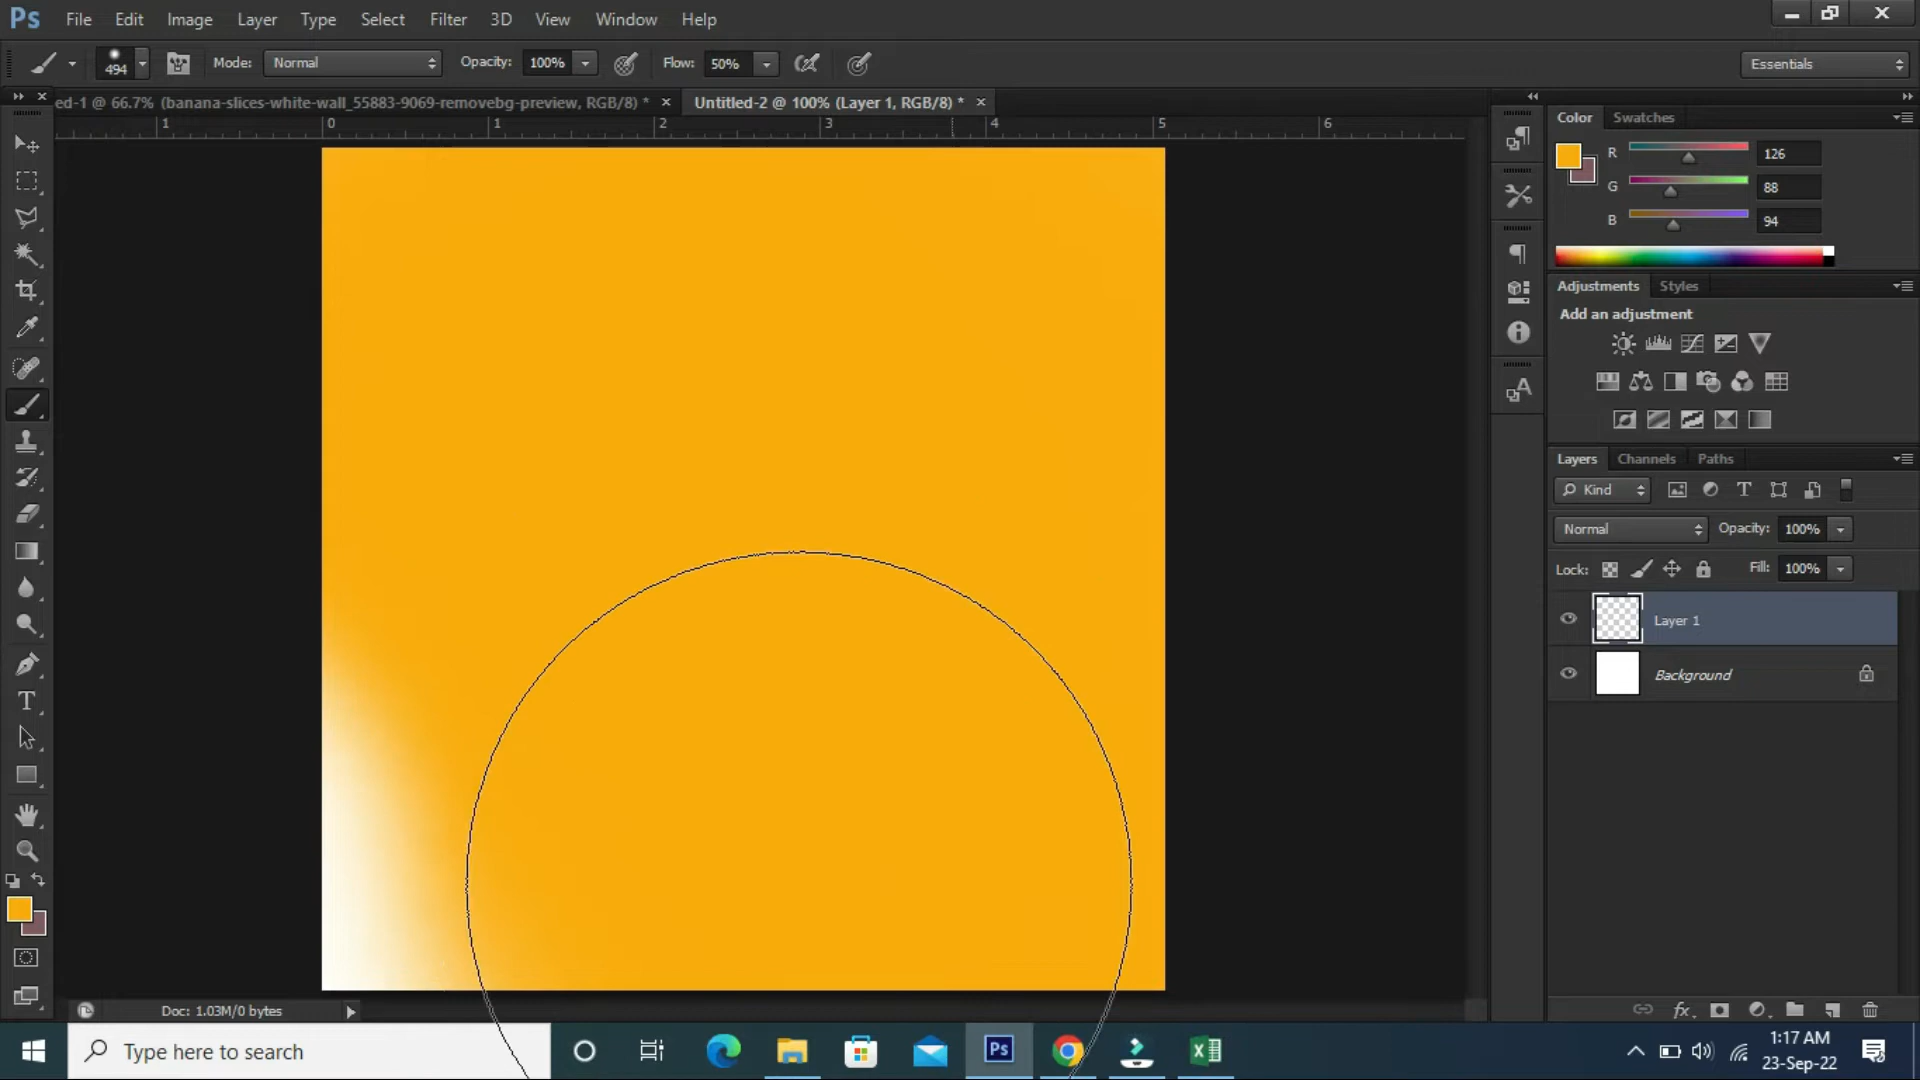 Ps File Edit Image Layer Type Select Filter 3D View Window Help
494 Mode: Normal Opacity: 100% Flow: 50% Essentials
ed-1 @ 66.7% (banana-slices-white-wall_55883-9069-removebg-preview, RGB/8) * × Untitled-2 @ 100% (Layer 1, RGB/8) * ×
1 0 1 2 3 4 5 6
Color Swatches
R 126
G 88
B 94
Adjustments Styles
Add an adjustment
Layers Channels Paths
Kind
Normal Opacity: 100%
Lock: Fill: 100%
Layer 1
Background
Doc: 1.03M/0 bytes
Type here to search
Ps
1:17 AM
23-Sep-22